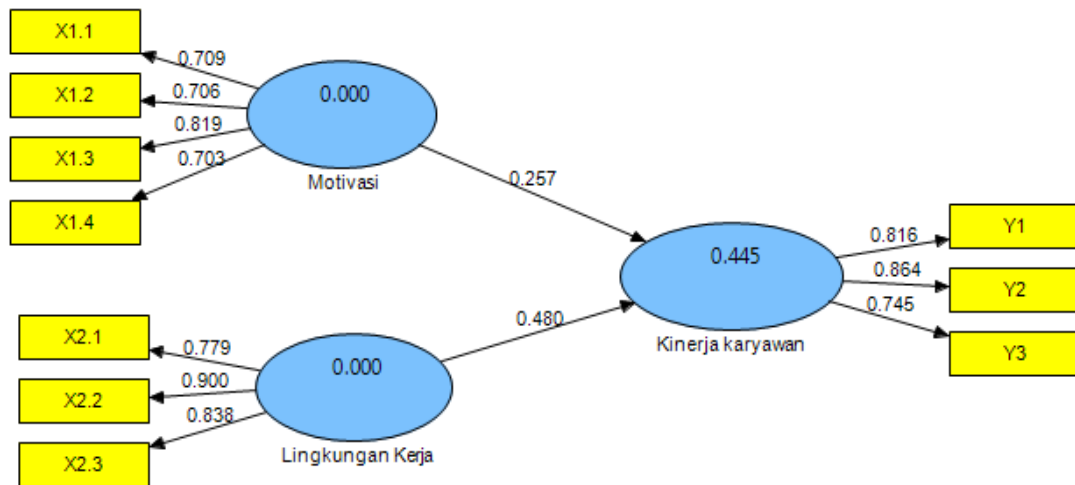 X1.1
0.709
X1.2
0.706
X1.3
0.819
X1.4
0.703
0.000
Motivasi
0.257
X2.1
0.779
X2.2
0.900
X2.3
0.838
0.000
Lingkungan Kerja
0.480
0.445
Kinerja karyawan
0.816
Y1
0.864
Y2
0.745
Y3